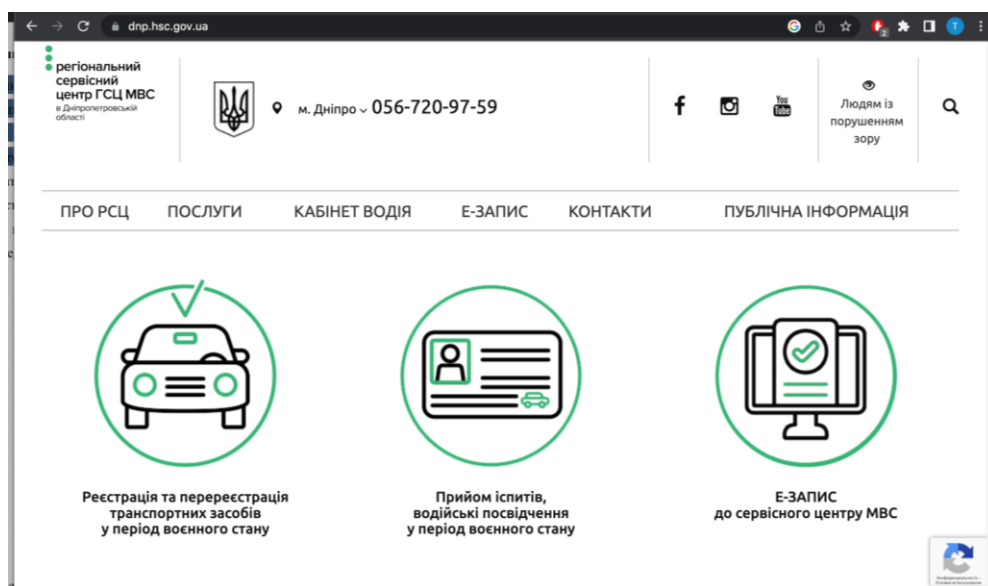 dnp.hsc.gov.ua
2
T
регіональний
сервісний
центр ГСЦ МВС
в Дніпропетровській
області
м. Дніпро 056-720-97-59
f
You
Tube
Людям із
порушенням
зору
ПРО РСЦ ПОСЛУГИ КАБІНЕТ ВОДІЯ Е-ЗАПИС КОНТАКТИ ПУБЛІЧНА ІНФОРМАЦІЯ
Реєстрація та перереєстрація
транспортних засобів
у період воєнного стану
Прийом іспитів,
водійські посвідчення
у період воєнного стану
Е-ЗАПИС
до сервісного центру МВС